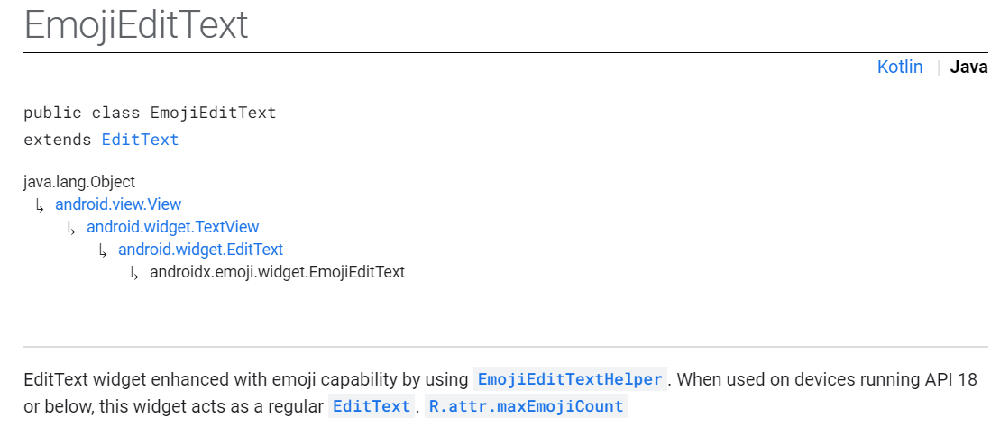 EmojiEditText
Kotlin | Java
public class EmojiEditText
extends EditText
java.lang.Object
↳ android.view.View
↳ android.widget.TextView
↳ android.widget.EditText
↳ androidx.emoji.widget.EmojiEditText
EditText widget enhanced with emoji capability by using EmojiEditTextHelper. When used on devices running API 18
or below, this widget acts as a regular EditText. R.attr.maxEmojiCount